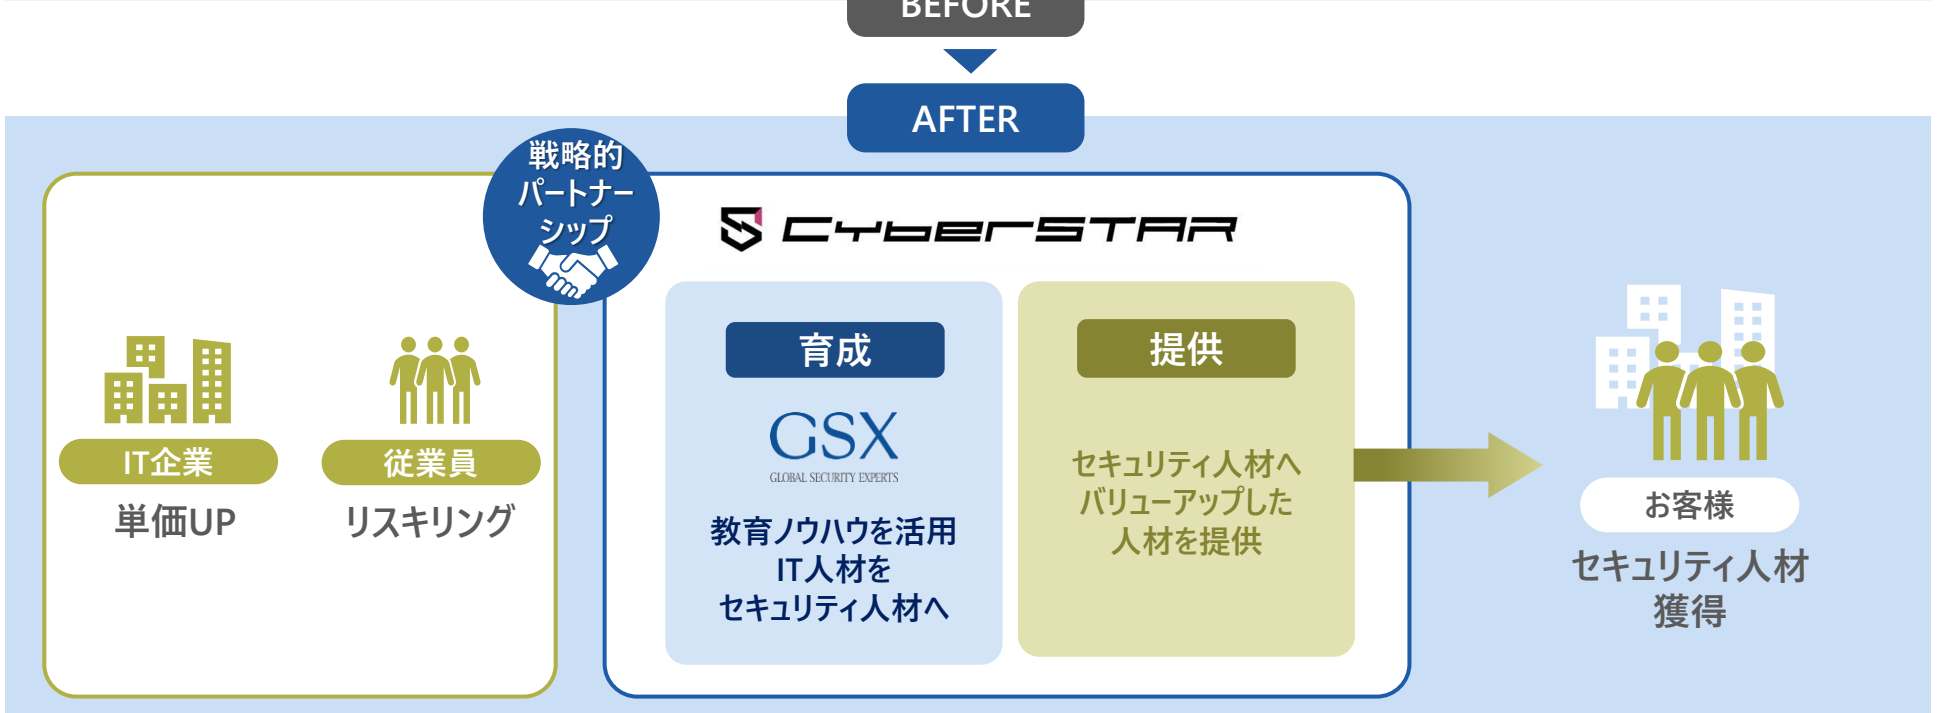 BEFORE
AFTER
戦略的
パートナー
シップ
IT企業
単価UP
従業員
リスキリング
CYBERSTAR
育成
GSX
GLOBAL SECURITY EXPERTS
教育ノウハウを活用
IT人材を
セキュリティ人材へ
提供
セキュリティ人材へ
バリューアップした
人材を提供
お客様
セキュリティ人材
獲得